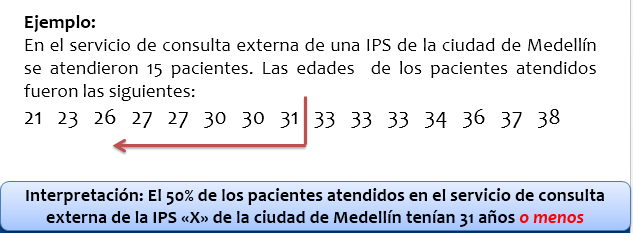 Ejemplo:
En el servicio de consulta externa de una IPS de la ciudad de Medellín
se atendieron 15 pacientes. Las edades de los pacientes atendidos
fueron las siguientes:
21 23 26 27 27 30 30 31 33 33 33 34 36 37 38
Interpretación: El 50% de los pacientes atendidos en el servicio de consulta
externa de la IPS «X» de la ciudad de Medellín tenían 31 años o menos